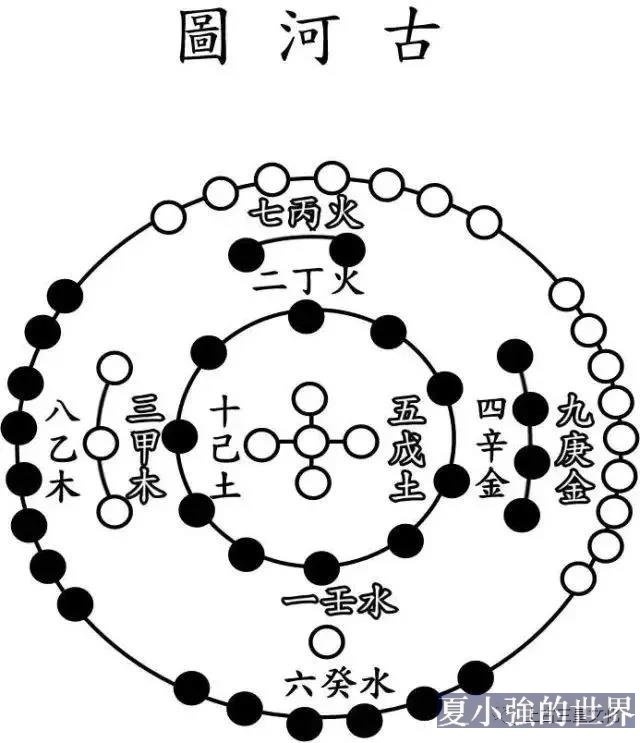 圖河古
七丙火
二丁火
八乙木
三甲木
十己土
五戊土
四辛金
九庚金
一壬水
六癸水
夏小強的世界